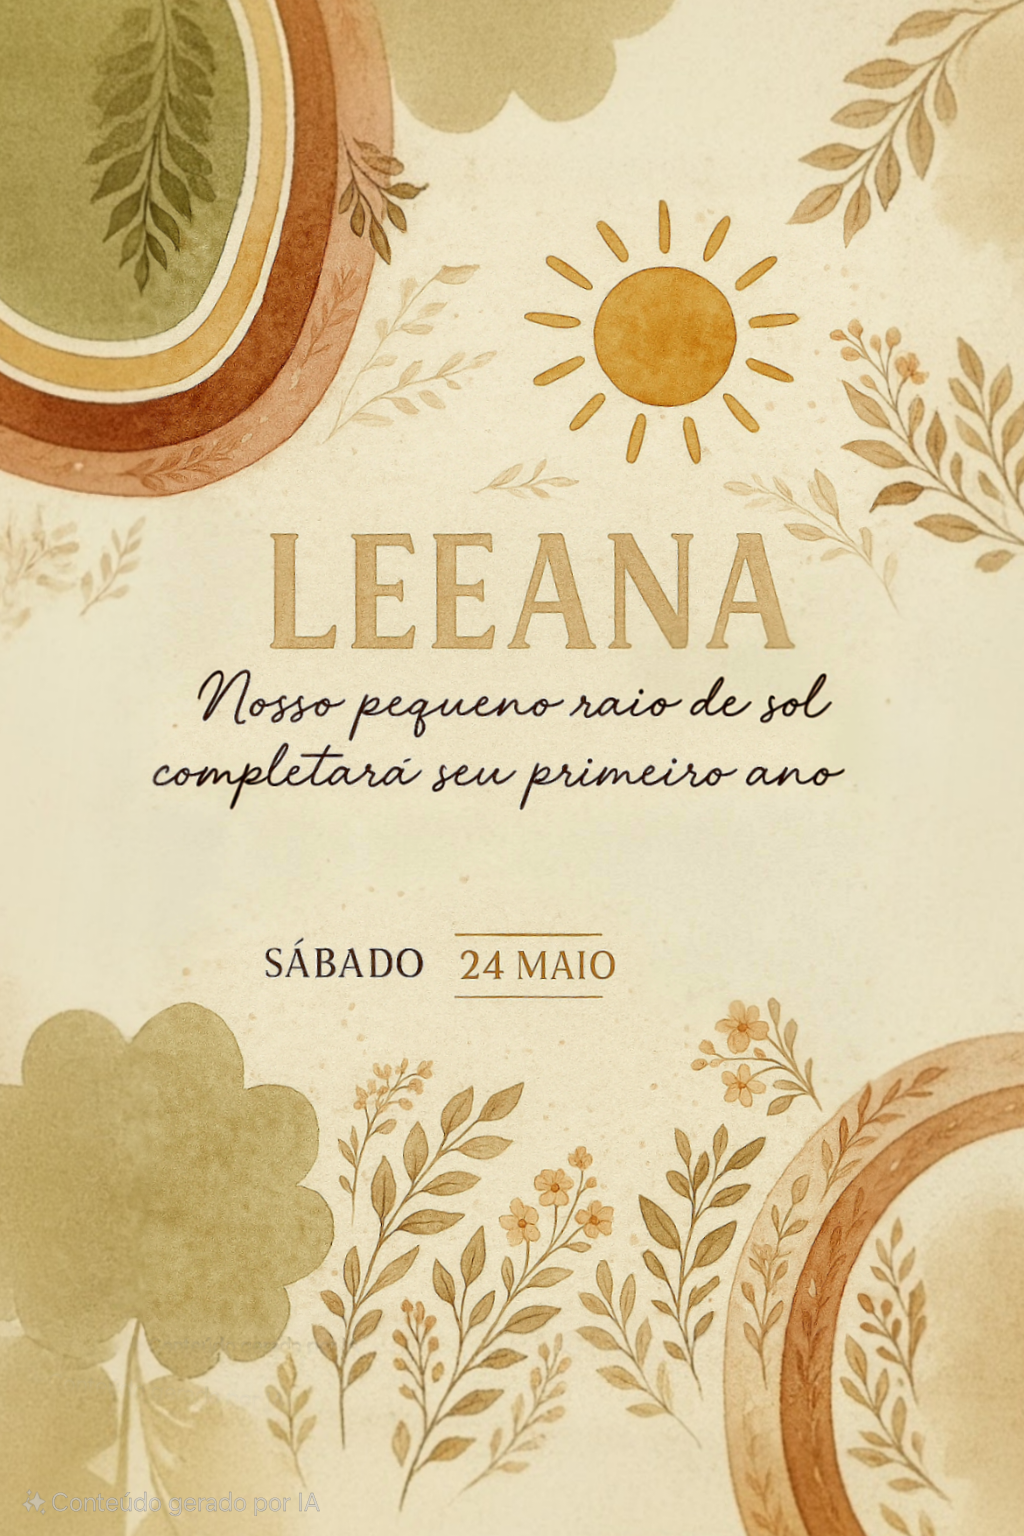 LEEANA
Nosso pequeno raio de sol
completará seu primeiro ano
SÁBADO 24 MAIO
Conteúdo gerado por IA